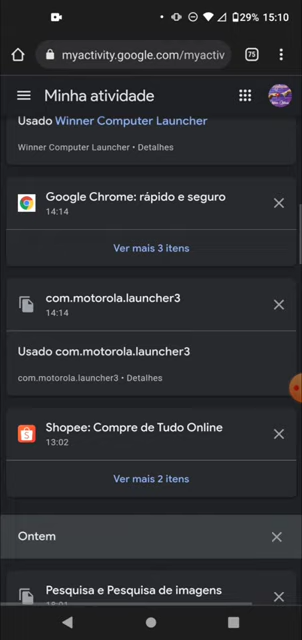 29% 15:10
myactivity.google.com/myactiv
75
Minha atividade
Usado Winner Computer Launcher
Winner Computer Launcher • Detalhes
Google Chrome: rápido e seguro
14:14
Ver mais 3 itens
com.motorola.launcher3
14:14
Usado com.motorola.launcher3
com.motorola.launcher3 • Detalhes
Shopee: Compre de Tudo Online
13:02
Ver mais 2 itens
Ontem
Pesquisa e Pesquisa de imagens